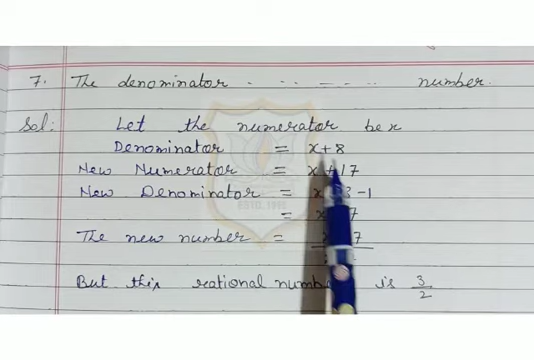 7. The denominator - - - - - - - number.
Sol: Let the numerator be x
Denominator = x+8
New Numerator = x+17
New Denominator = -1
=
The new number =
But this rational is 3/2